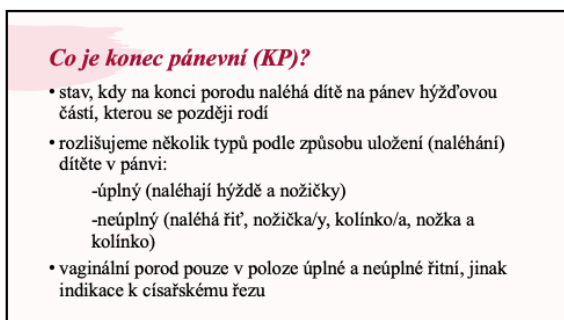 Co je konec pánevní (KP)?
• stav, kdy na konci porodu naléhá dítě na pánev hýžďovou
částí, kterou se později rodí
• rozlišujeme několik typů podle způsobu uložení (naléhání)
dítěte v pánvi:
-úplný (naléhají hýždě a nožičky)
-neúplný (naléhá řiť, nožička/y, kolínko/a, nožka a
kolínko)
• vaginální porod pouze v poloze úplné a neúplné řitní, jinak
indikace k císařskému řezu